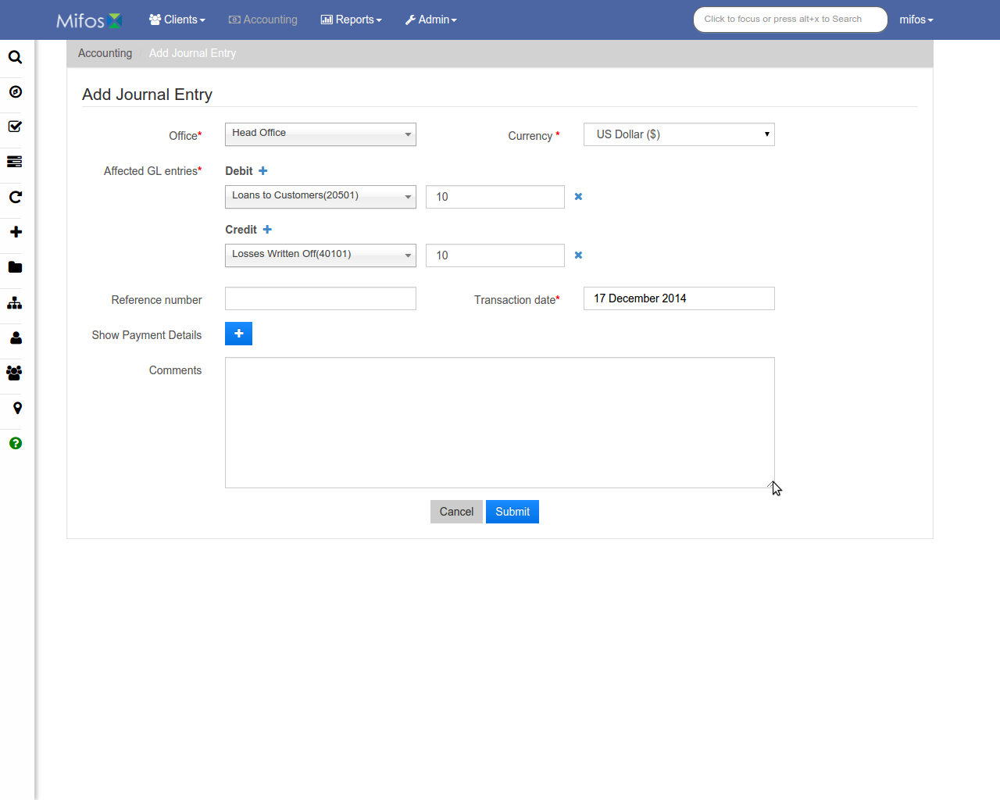 Mifos Clients Accounting Reports Admin Click to focus or press alt+x to Search mifos
Accounting Add Journal Entry
Add Journal Entry
Office* Head Office Currency * US Dollar ($)
Affected GL entries* Debit
Loans to Customers(20501) 10
Credit
Losses Written Off(40101) 10
Reference number Transaction date* 17 December 2014
Show Payment Details
Comments
Cancel Submit